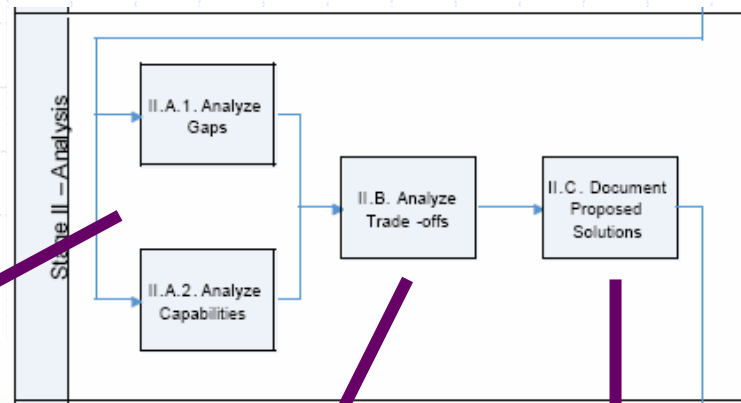 Stage II – Analysis
II.A.1. Analyze
Gaps
II.A.2. Analyze
Capabilities
II.B. Analyze
Trade -offs
II.C. Document
Proposed
Solutions